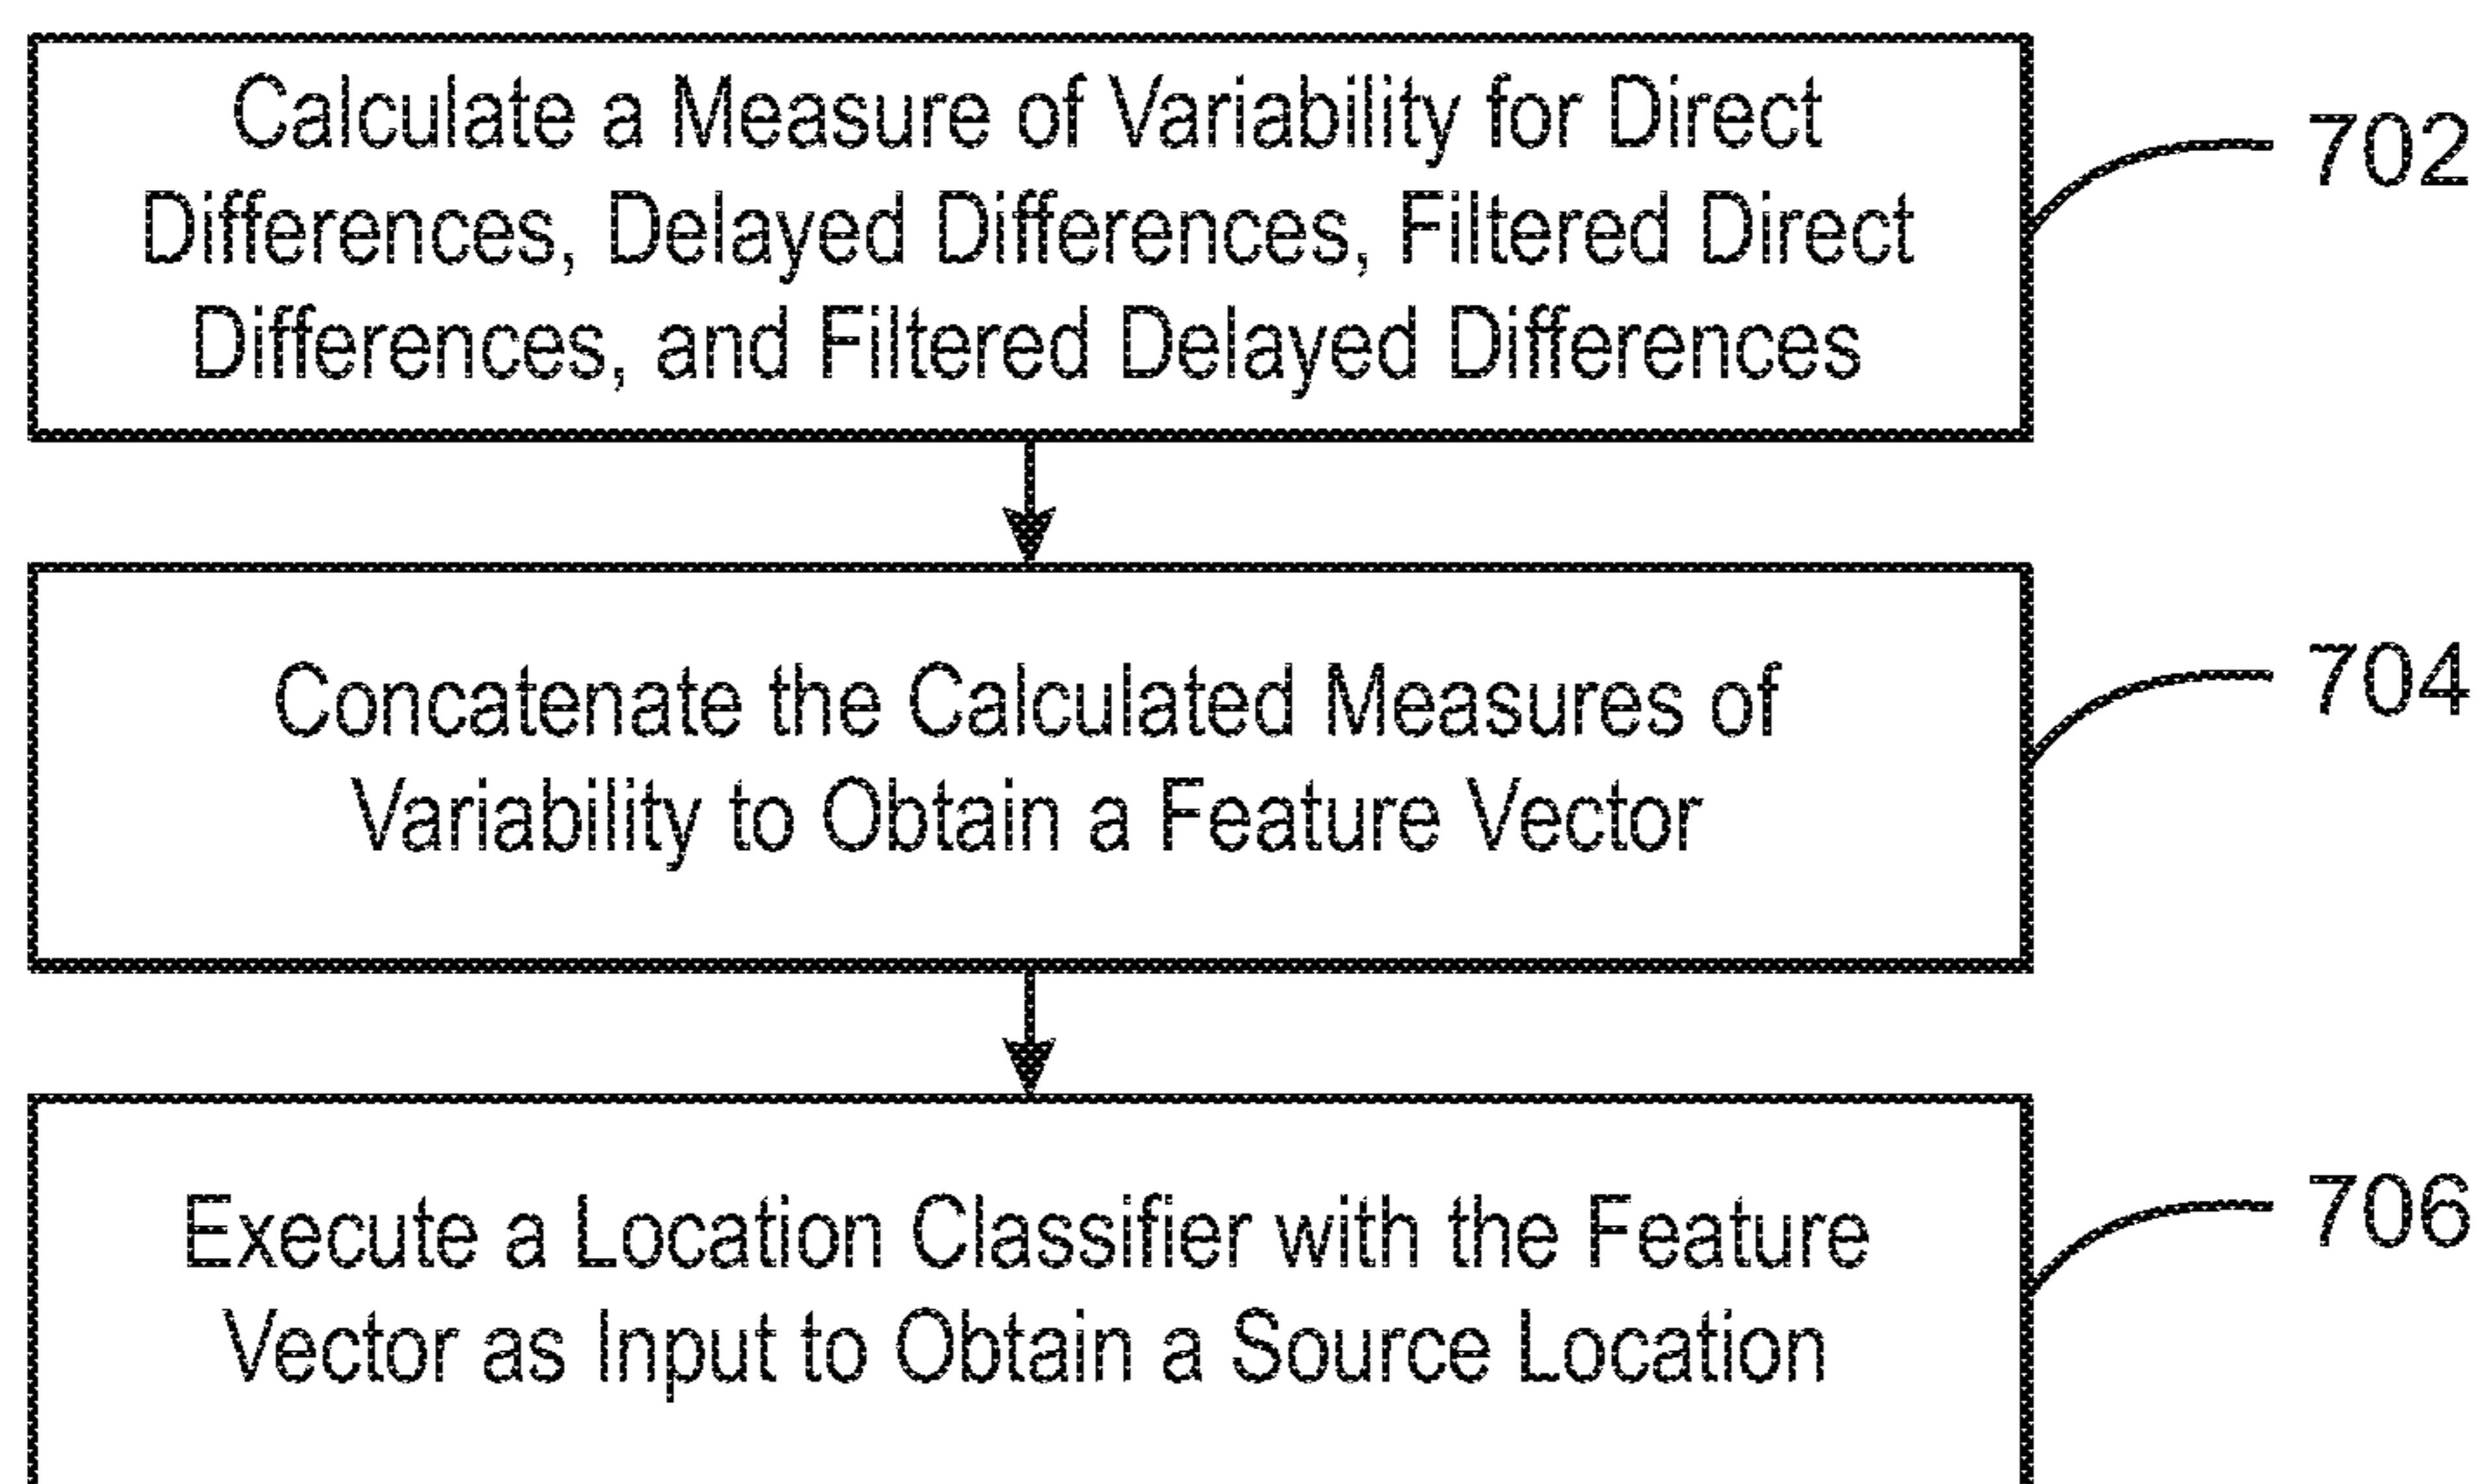 Calculate a Measure of Variability for Direct
Differences, Delayed Differences, Filtered Direct
Differences, and Filtered Delayed Differences
702
Concatenate the Calculated Measures of
Variability to Obtain a Feature Vector
704
Execute a Location Classifier with the Feature
Vector as Input to Obtain a Source Location
706